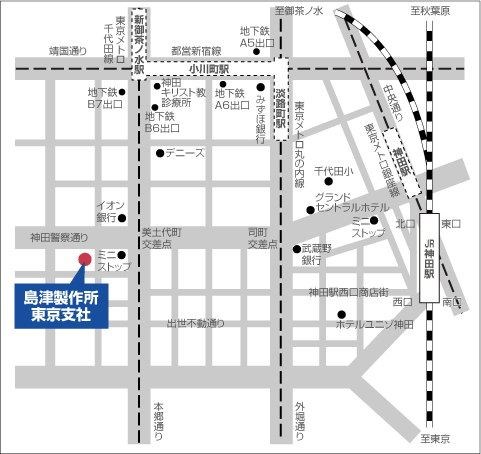 至御茶ノ水
至秋葉原
東京メトロ
千代田線
新御茶ノ水駅
地下鉄
A5出口
靖国通り
都営新宿線
小川町駅
中央通り
地下鉄
B7出口
神田
キリスト教
診療所
地下鉄
A6出口
みずほ銀行
淡路町駅
東京メトロ丸の内線
地下鉄
B6出口
東京メトロ銀座線
神田駅
デニーズ
千代田小
グランド
セントラルホテル
イオン
銀行
ミニ
ストップ
北口
東口
神田警察通り
美土代町
交差点
司町
交差点
武蔵野
銀行
JR神田駅
ミニ
ストップ
島津製作所
東京支社
神田駅西口商店街
西口
南口
出世不動通り
ホテルユニゾ神田
本郷通り
外堀通り
至東京